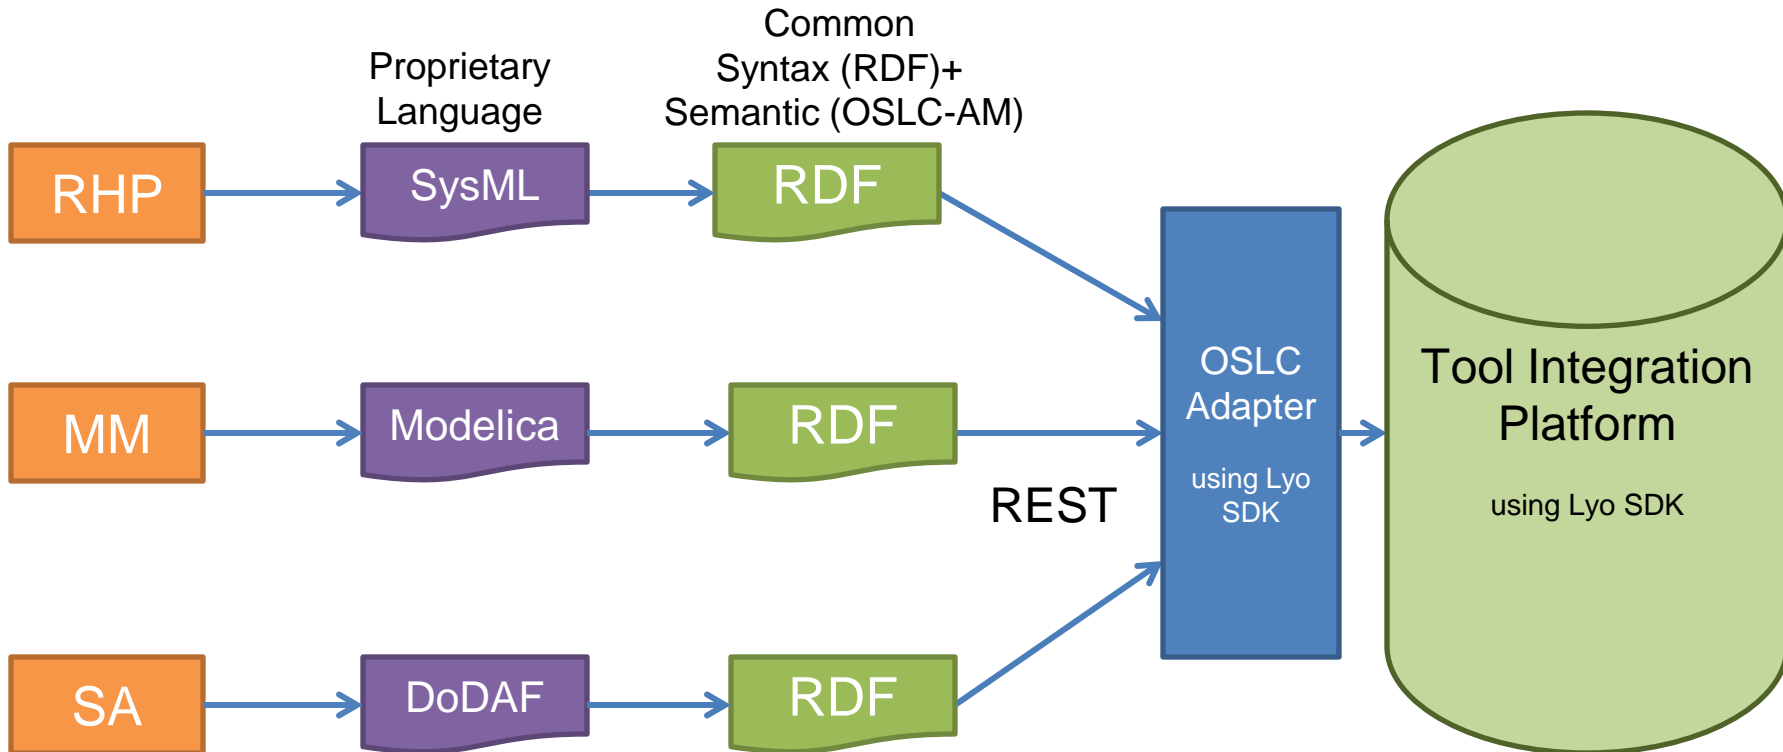 Proprietary
Language
Common
Syntax (RDF)+
Semantic (OSLC-AM)
RHP
SysML
RDF
MM
Modelica
RDF
SA
DoDAF
RDF
REST
OSLC
Adapter
using Lyo
SDK
Tool Integration
Platform
using Lyo SDK